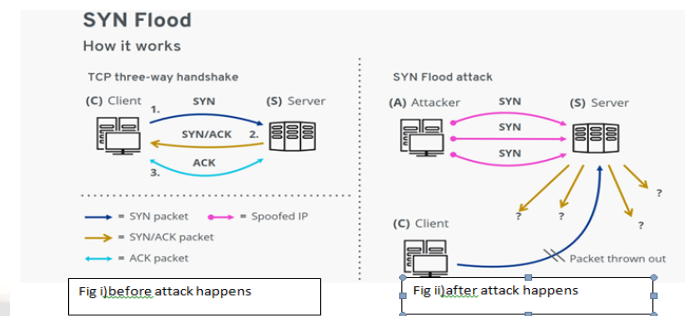 SYN Flood
How it works
TCP three-way handshake
(C) Client
SYN
(S) Server
1.
SYN/ACK
2.
ACK
3.
= SYN packet
= Spoofed IP
= SYN/ACK packet
= ACK packet
Fig i)before attack happens
SYN Flood attack
(A) Attacker
SYN
(S) Server
SYN
SYN
?
?
?
?
(C) Client
Packet thrown out
Fig ii)after attack happens